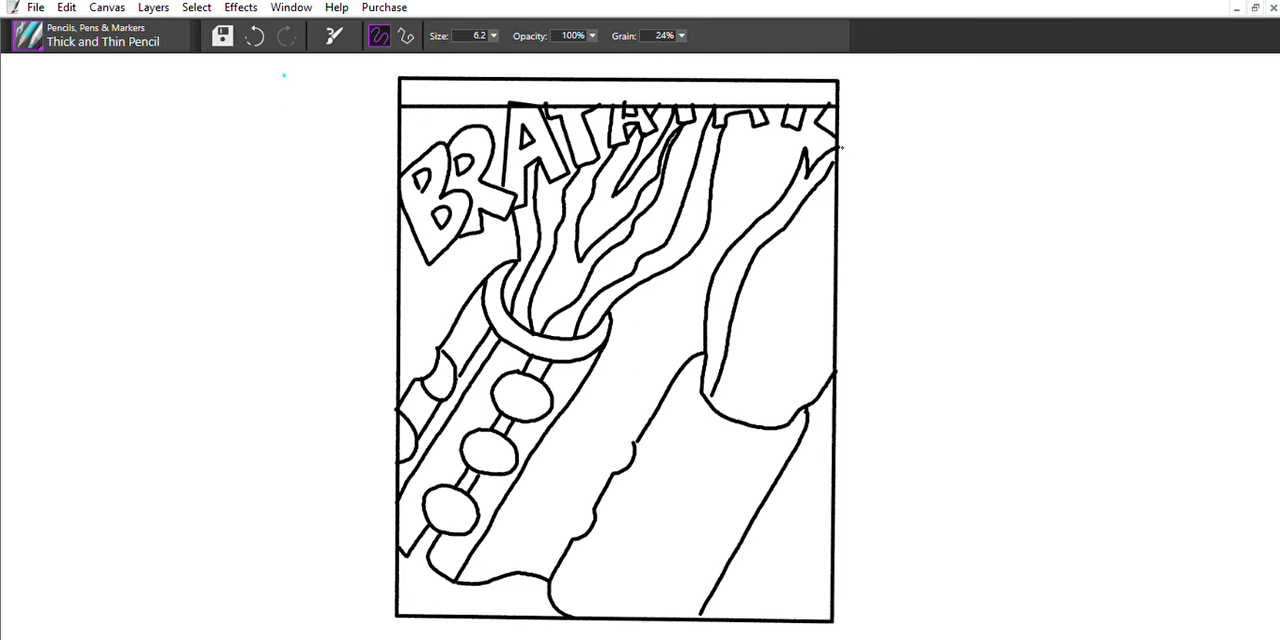 File Edit Canvas Layers Select Effects Window Help Purchase
Pencils, Pens & Markers
Thick and Thin Pencil
Size: 6.2 Opacity: 100% Grain: 24%
BRATATATATAK